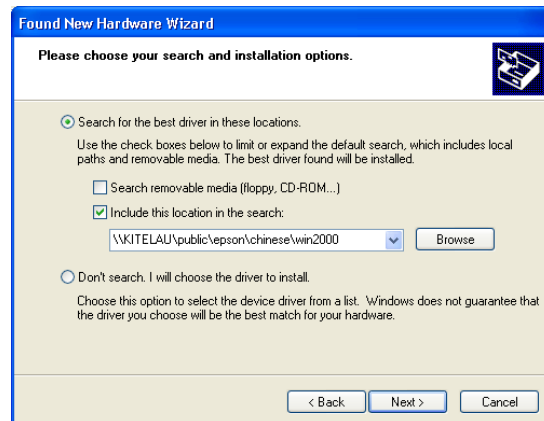 Found New Hardware Wizard
Please choose your search and installation options.
Search for the best driver in these locations.
Use the check boxes below to limit or expand the default search, which includes local
paths and removable media. The best driver found will be installed.
Search removable media (floppy, CD-ROM...)
Include this location in the search:
\\KITELAU\public\epson\chinese\win2000
Browse
Don't search. I will choose the driver to install.
Choose this option to select the device driver from a list. Windows does not guarantee that
the driver you choose will be the best match for your hardware.
< Back Next > Cancel